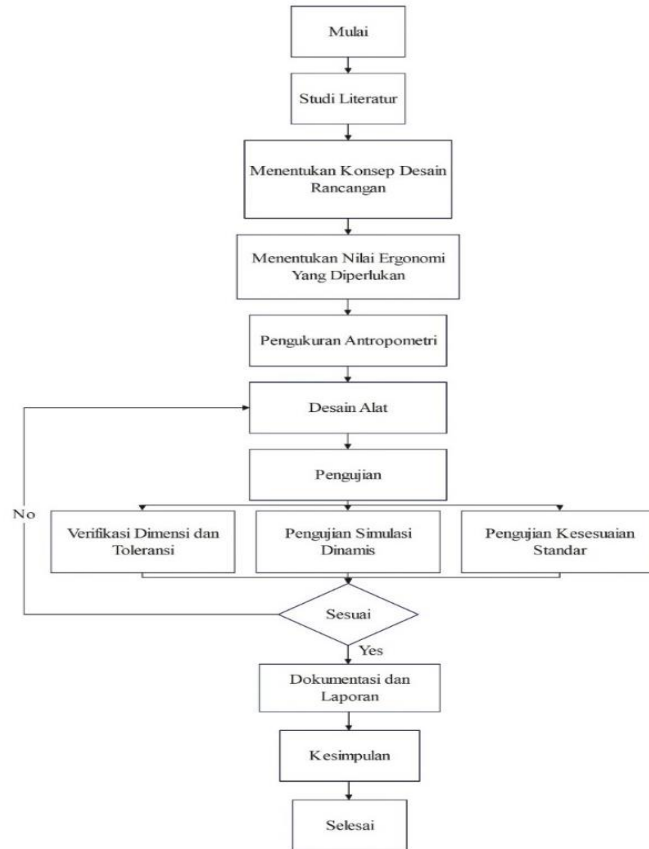 Mulai
Studi Literatur
Menentukan Konsep Desain
Rancangan
Menentukan Nilai Ergonomi
Yang Diperlukan
Pengukuran Antropometri
Desain Alat
Pengujian
No
Verifikasi Dimensi dan
Toleransi
Pengujian Simulasi
Dinamis
Pengujian Kesesuaian
Standar
Sesuai
Yes
Dokumentasi dan
Laporan
Kesimpulan
Selesai